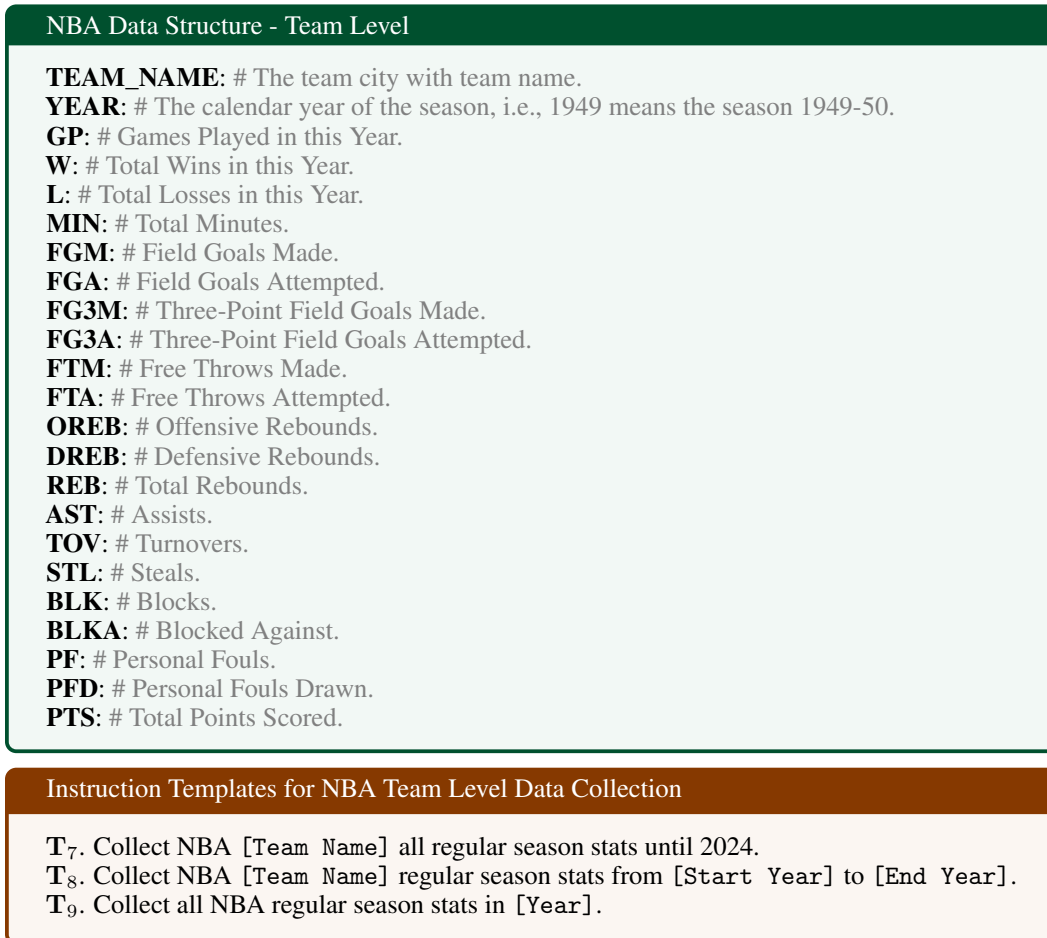 NBA Data Structure - Team Level
TEAM_NAME: # The team city with team name.
YEAR: # The calendar year of the season, i.e., 1949 means the season 1949-50.
GP: # Games Played in this Year.
W: # Total Wins in this Year.
L: # Total Losses in this Year.
MIN: # Total Minutes.
FGM: # Field Goals Made.
FGA: # Field Goals Attempted.
FG3M: # Three-Point Field Goals Made.
FG3A: # Three-Point Field Goals Attempted.
FTM: # Free Throws Made.
FTA: # Free Throws Attempted.
OREB: # Offensive Rebounds.
DREB: # Defensive Rebounds.
REB: # Total Rebounds.
AST: # Assists.
TOV: # Turnovers.
STL: # Steals.
BLK: # Blocks.
BLKA: # Blocked Against.
PF: # Personal Fouls.
PFD: # Personal Fouls Drawn.
PTS: # Total Points Scored.
Instruction Templates for NBA Team Level Data Collection
T₇. Collect NBA [Team Name] all regular season stats until 2024.
T₈. Collect NBA [Team Name] regular season stats from [Start Year] to [End Year].
T₉. Collect all NBA regular season stats in [Year].